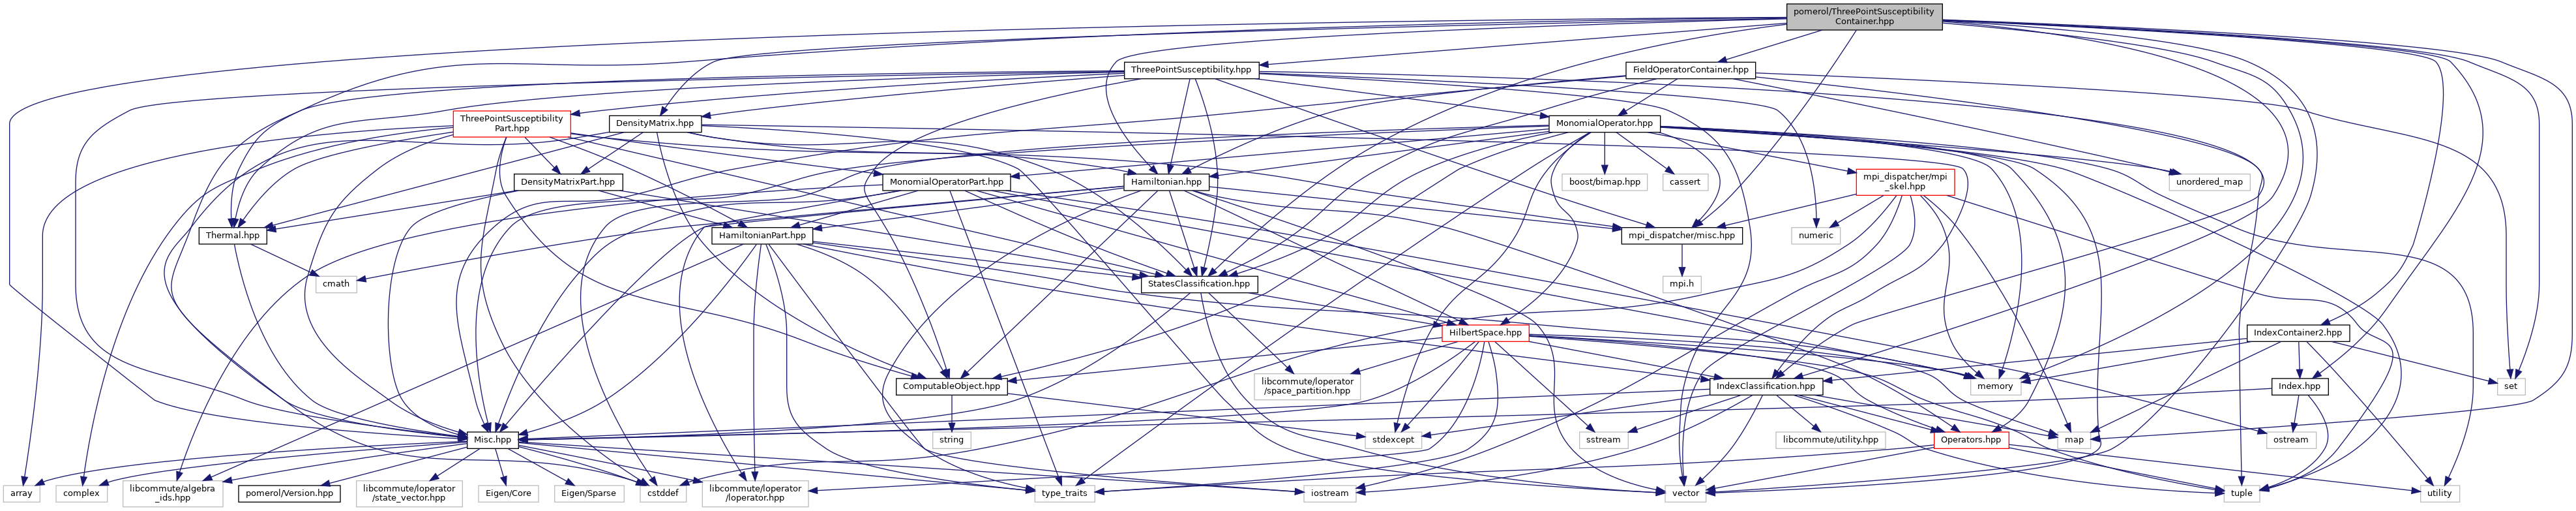 pomerol/ThreePointSusceptibility
Container.hpp
ThreePointSusceptibility.hpp
FieldOperatorContainer.hpp
ThreePointSusceptibility
Part.hpp
DensityMatrix.hpp
MonomialOperator.hpp
DensityMatrixPart.hpp
MonomialOperatorPart.hpp
Hamiltonian.hpp
boost/bimap.hpp
cassert
mpi_dispatcher/mpi
_skel.hpp
unordered_map
Thermal.hpp
HamiltonianPart.hpp
mpi_dispatcher/misc.hpp
numeric
cmath
StatesClassification.hpp
mpi.h
HilbertSpace.hpp
IndexContainer2.hpp
ComputableObject.hpp
libcommute/loperator
/space_partition.hpp
IndexClassification.hpp
memory
Index.hpp
set
Misc.hpp
string
stdexcept
sstream
libcommute/utility.hpp
Operators.hpp
map
ostream
array
complex
libcommute/algebra
_ids.hpp
pomerol/Version.hpp
libcommute/loperator
/state_vector.hpp
Eigen/Core
Eigen/Sparse
cstddef
libcommute/loperator
/loperator.hpp
type_traits
iostream
vector
tuple
utility